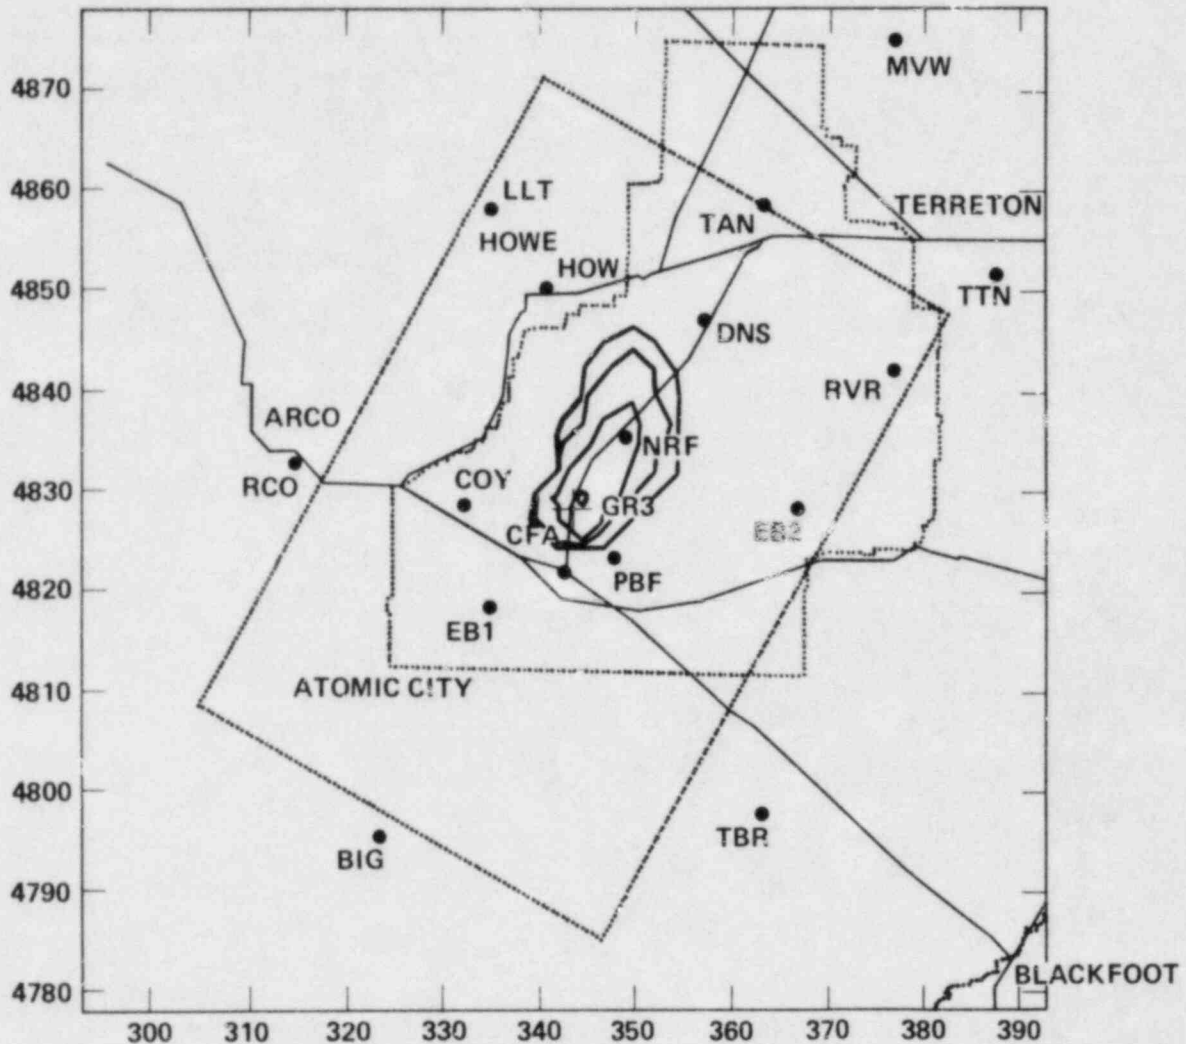 MVW
4870
4860
LLT
TERRETON
TAN
HOWE
HOW
4850
TTN
DNS
4840
RVR
ARCO
NRF
4830
RCO
COY
GR3
CFA
EB2
4820
PBF
EB1
4810
ATOMIC CITY
4800
TBR
BIG
4790
BLACKFOOT
4780
300 310 320 330 340 350 360 370 380 390